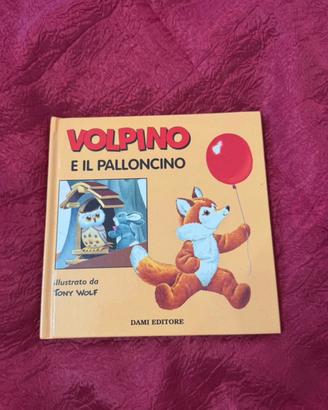 VOLPINO
E IL PALLONCINO
illustrato da
TONY WOLF
DAMI EDITORE